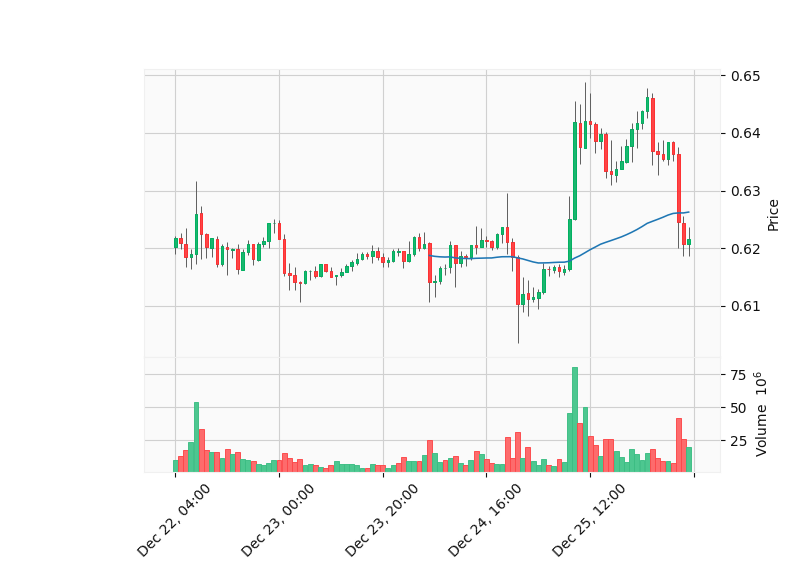 0.65
0.64
0.63
0.62
0.61
Price
75
50
25
Volume 10⁶
Dec 22, 04:00
Dec 23, 00:00
Dec 23, 20:00
Dec 24, 16:00
Dec 25, 12:00